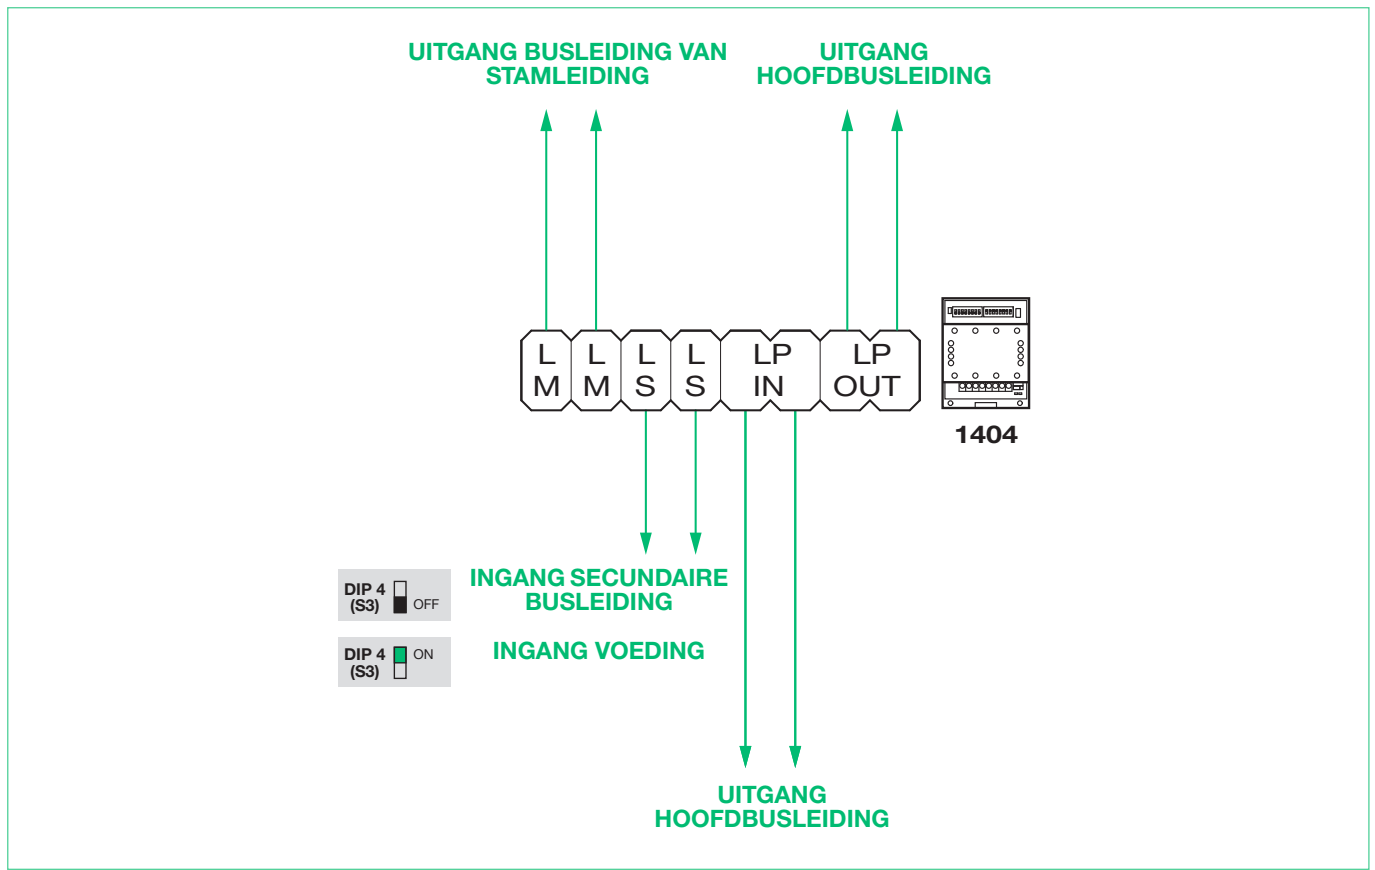 UITGANG BUSLEIDING VAN
STAMLEIDING
UITGANG
HOOFDBUSLEIDING
L
M
L
M
L
S
L
S
LP
IN
LP
OUT
1404
DIP 4
(S3)
OFF
INGANG SECUNDAIRE
BUSLEIDING
DIP 4
(S3)
ON
INGANG VOEDING
UITGANG
HOOFDBUSLEIDING